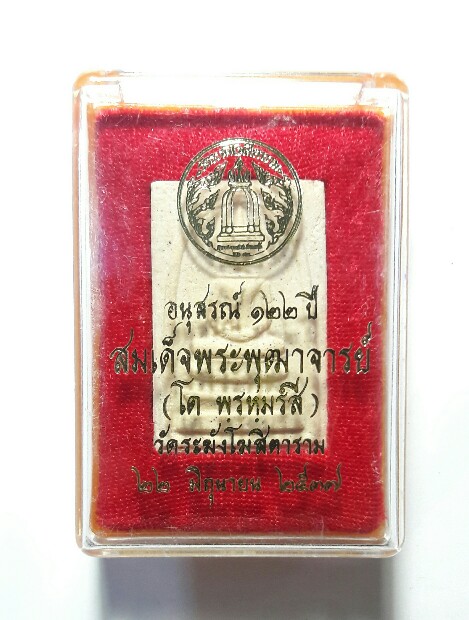 อนุสรณ์ ๑๒๒ ปี
สมเด็จพระพุฒาจารย์
(โต พรหฺมรํสี)
วัดระฆังโฆสิตาราม
๒๒ มิถุนายน ๒๕๓๗